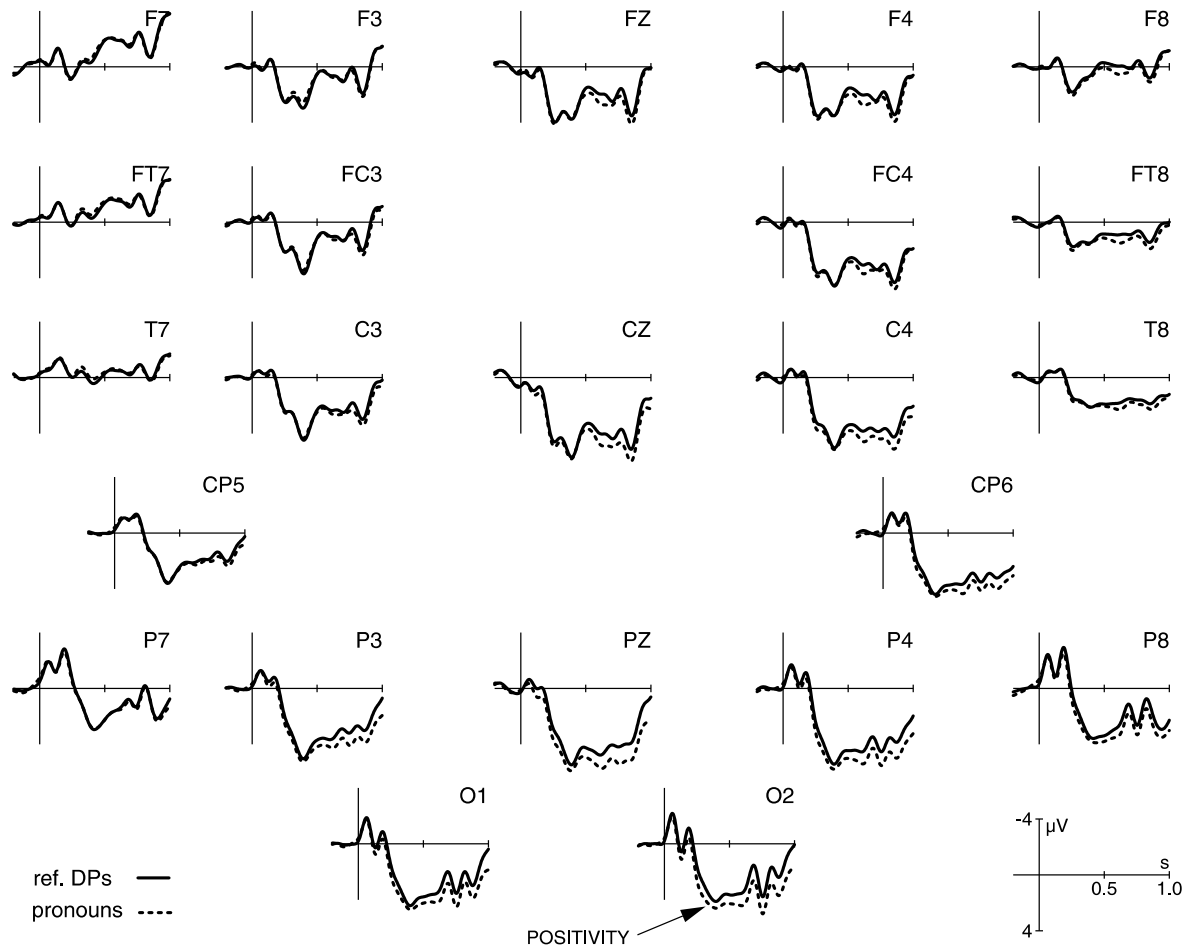 F7 F3 FZ F4 F8
FT7 FC3 FC4 FT8
T7 C3 CZ C4 T8
CP5 CP6
P7 P3 PZ P4 P8
O1 O2
-4
µV
s
0.5 1.0
4
ref. DPs
pronouns
POSITIVITY